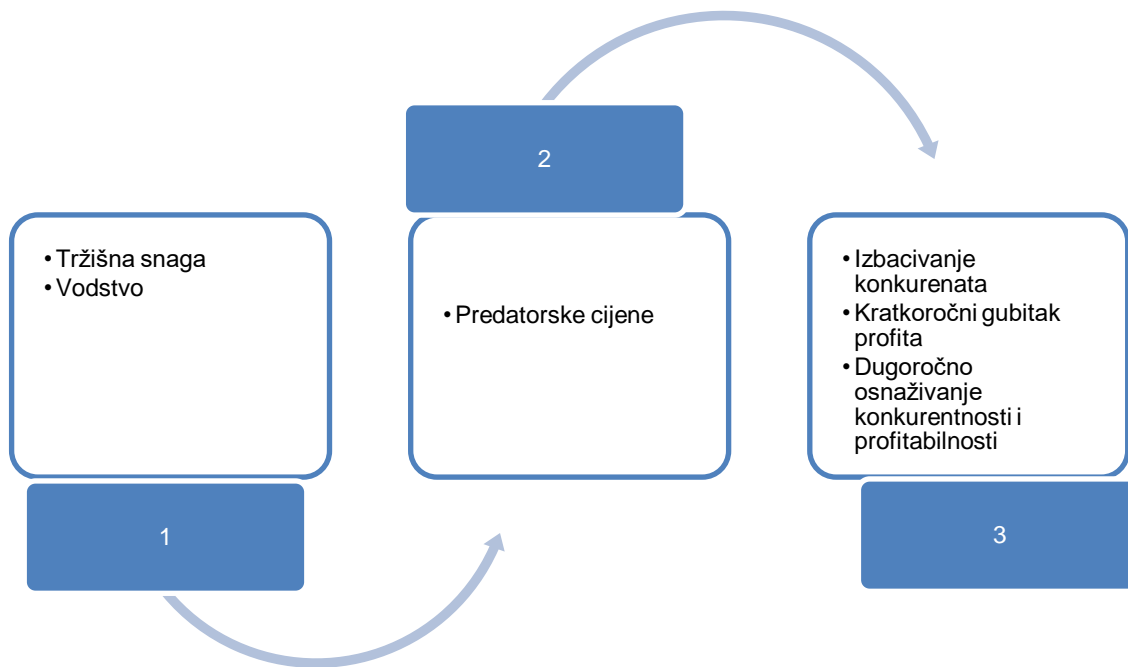 • Tržišna snaga
• Vodstvo
1
2
• Predatorske cijene
• Izbacivanje
konkurenata
• Kratkoročni gubitak
profita
• Dugoročno
osnaživanje
konkurentnosti i
profitabilnosti
3